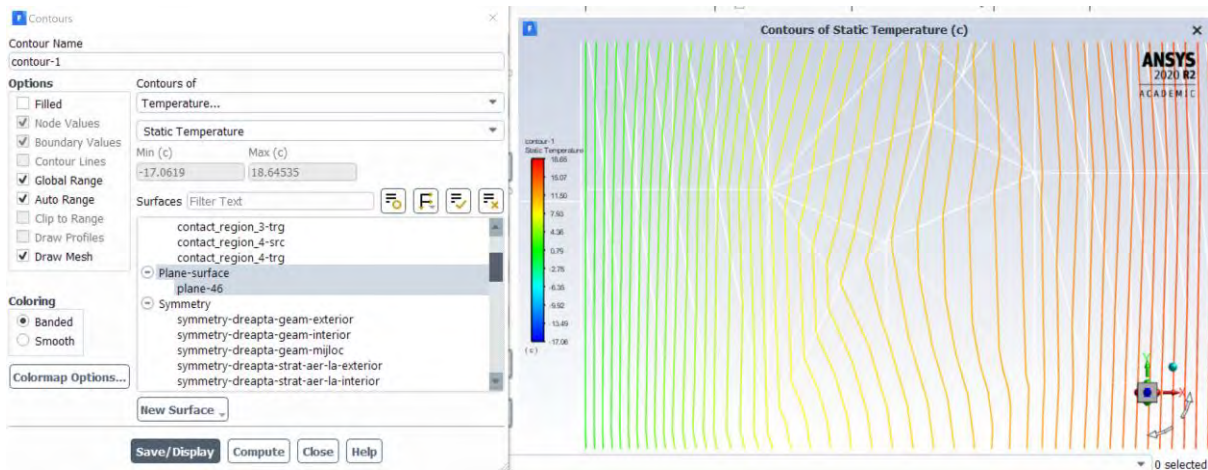 Contours
Contour Name
contour-1
Options
Filled
Node Values
Boundary Values
Contour Lines
Global Range
Auto Range
Clip to Range
Draw Profiles
Draw Mesh
Coloring
Banded
Smooth
Colormap Options...
Contours of
Temperature...
Static Temperature
Min (c) Max (c)
-17.0619 18.64535
Surfaces Filter Text
contact_region_3-trg
contact_region_4-src
contact_region_4-trg
Plane-surface
plane-46
Symmetry
symmetry-dreapta-geam-exterior
symmetry-dreapta-geam-interior
symmetry-dreapta-geam-mijloc
symmetry-dreapta-strat-aer-la-exterior
symmetry-dreapta-strat-aer-la-interior
New Surface
Save/Display Compute Close Help
Contours of Static Temperature (c)
ANSYS
2020 R2
ACADEMIC
contour-1
Static Temperature
18.65
15.07
11.50
7.93
4.36
0.79
-2.78
-6.35
-9.92
-13.49
-17.06
(c)
Y
X
0 selected